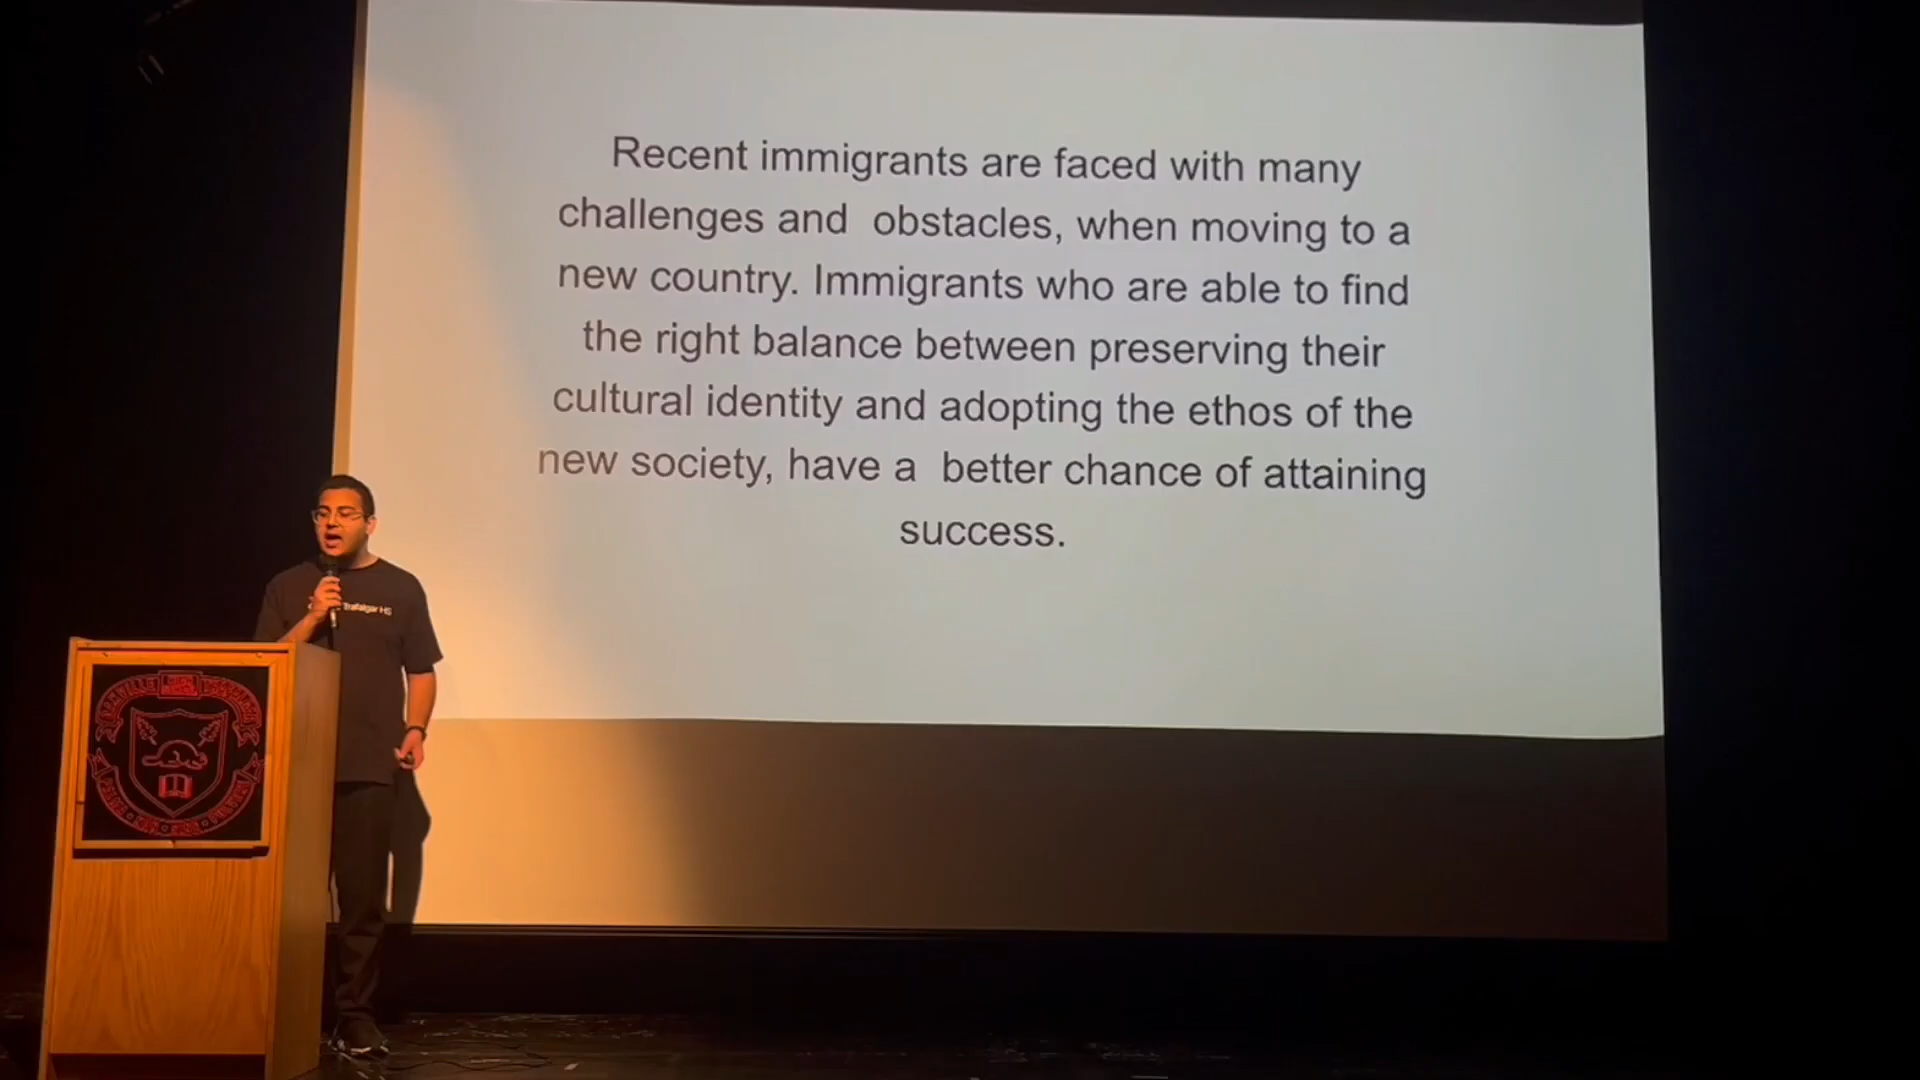 Recent immigrants are faced with many
challenges and  obstacles, when moving to a
new country. Immigrants who are able to find
the right balance between preserving their
cultural identity and adopting the ethos of the
new society, have a  better chance of attaining
success.
Trafalgar HS